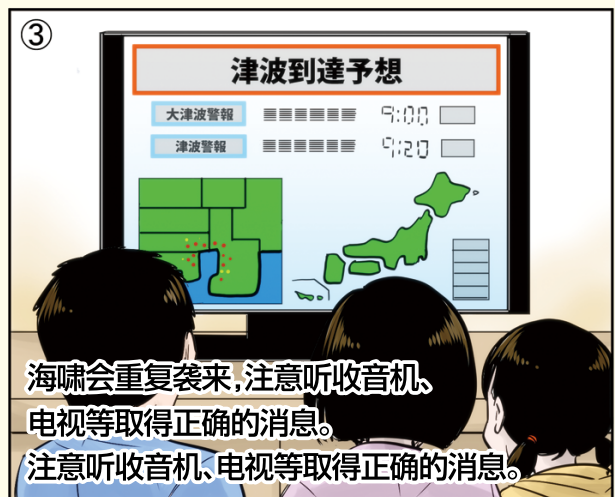 ③
津波到達予想
大津波警報 9:00
津波警報 9:20
海啸会重复袭来,注意听收音机、
电视等取得正确的消息。
注意听收音机、电视等取得正确的消息。